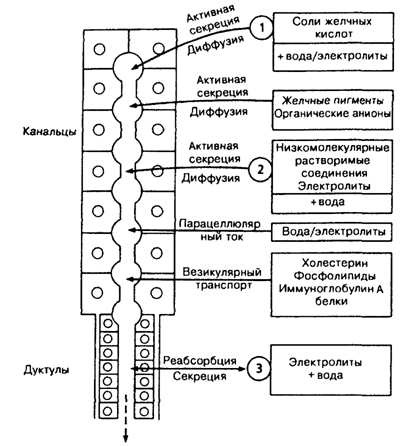 Активная
секреция
Диффузия
1
Соли желчных
кислот
+ вода/электролиты
Активная
секреция
Диффузия
Желчные пигменты
Органические анионы
Канальцы
Активная
секреция
Диффузия
2
Низкомолекулярные
растворимые
соединения
Электролиты
+ вода
Парацеллюляр
ный ток
Вода/электролиты
Везикулярный
транспорт
Холестерин
Фосфолипиды
Иммуноглобулин А
белки
Дуктулы
Реабсорбция
Секреция
3
Электролиты
+ вода